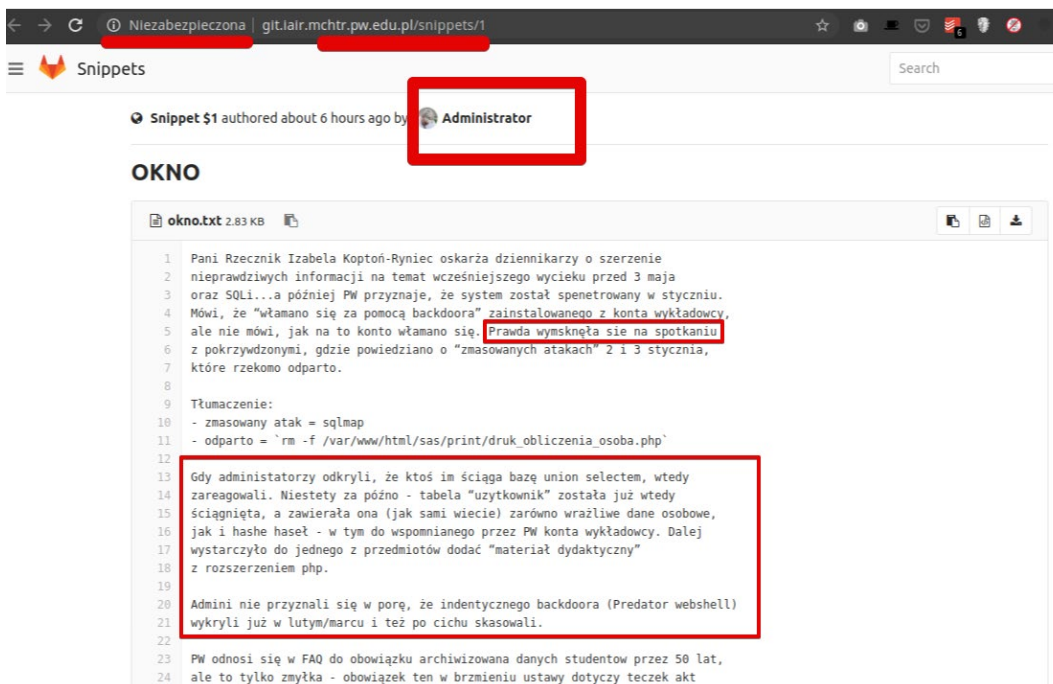 Niezabezpieczona | git.iair.mchtr.pw.edu.pl/snippets/1
6
Snippets
Search
Snippet $1 authored about 6 hours ago by Administrator
OKNO
okno.txt 2.83 KB
1 Pani Rzecznik Izabela Koptoń-Ryniec oskarża dziennikarzy o szerzenie
2 nieprawdziwych informacji na temat wcześniejszego wycieku przed 3 maja
3 oraz SQLi...a później PW przyznaje, że system został spenetrowany w styczniu.
4 Mówi, że “włamano się za pomocą backdoora” zainstalowanego z konta wykładowcy,
5 ale nie mówi, jak na to konto włamano się. Prawda wymsknęła sie na spotkaniu
6 z pokrzywdzonymi, gdzie powiedziano o “zmasowanych atakach” 2 i 3 stycznia,
7 które rzekomo odparto.
8
9 Tłumaczenie:
10 - zmasowany atak = sqlmap
11 - odparto = `rm -f /var/www/html/sas/print/druk_obliczenia_osoba.php`
12
13 Gdy administatorzy odkryli, że ktoś im ściąga bazę union selectem, wtedy
14 zareagowali. Niestety za późno - tabela “uzytkownik” została już wtedy
15 ściągnięta, a zawierała ona (jak sami wiecie) zarówno wrażliwe dane osobowe,
16 jak i hashe haseł - w tym do wspomnianego przez PW konta wykładowcy. Dalej
17 wystarczyło do jednego z przedmiotów dodać “materiał dydaktyczny”
18 z rozszerzeniem php.
19
20 Admini nie przyznali się w porę, że indentycznego backdoora (Predator webshell)
21 wykryli już w lutym/marcu i też po cichu skasowali.
22
23 PW odnosi się w FAQ do obowiązku archiwizowana danych studentow przez 50 lat,
24 ale to tylko zmyłka - obowiązek ten w brzmieniu ustawy dotyczy teczek akt